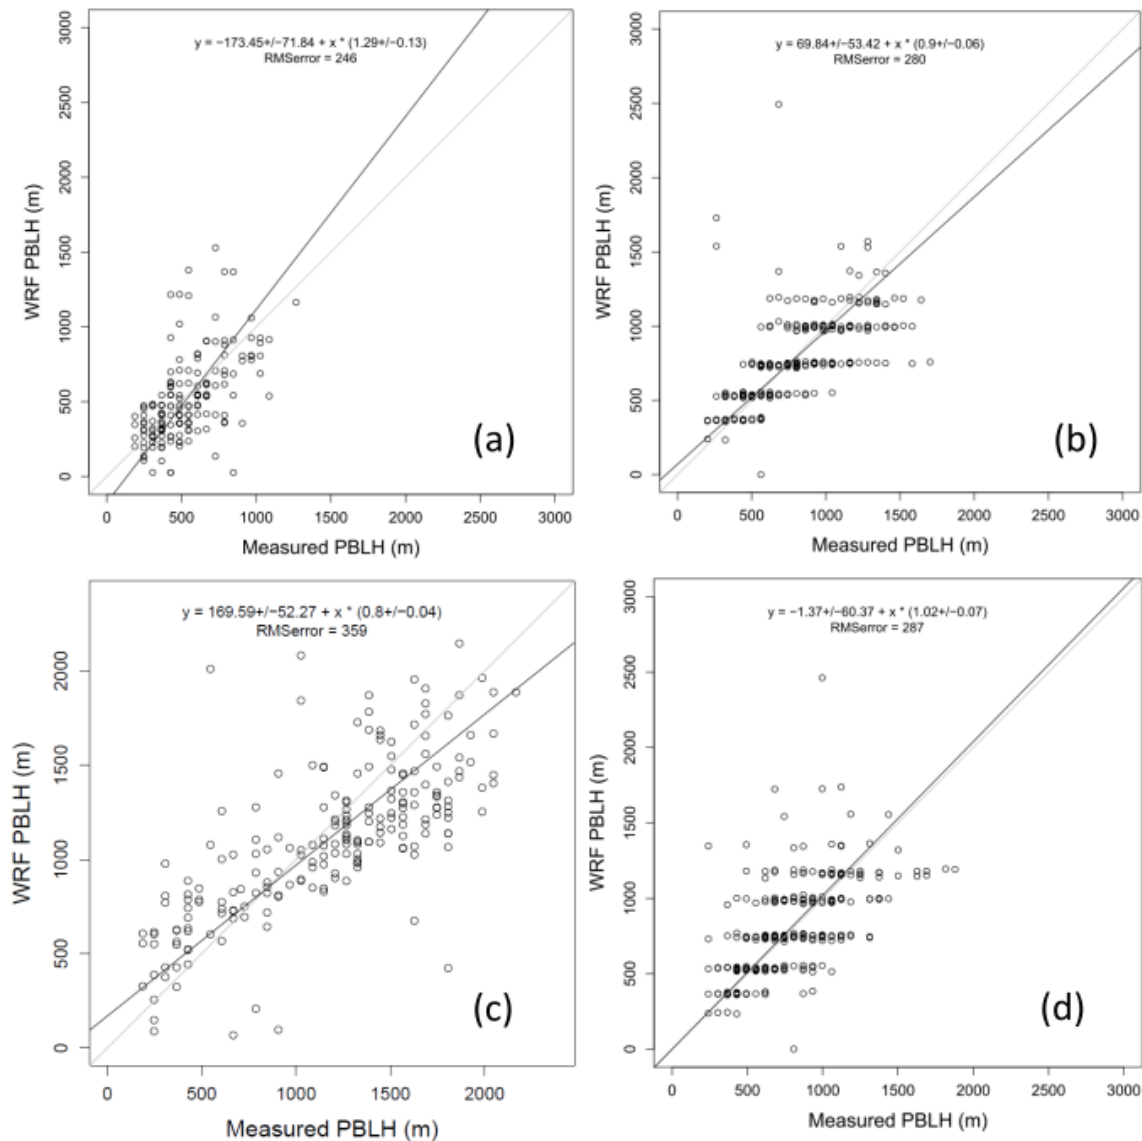 y = −173.45+/−71.84 + x * (1.29+/−0.13)
RMSerror = 246
WRF PBLH (m)
3000
2500
2000
1500
1000
500
0
(a)
0 500 1000 1500 2000 2500 3000
Measured PBLH (m)
y = 69.84+/−53.42 + x * (0.9+/−0.06)
RMSerror = 280
WRF PBLH (m)
3000
2500
2000
1500
1000
500
0
(b)
0 500 1000 1500 2000 2500 3000
Measured PBLH (m)
y = 169.59+/−52.27 + x * (0.8+/−0.04)
RMSerror = 359
WRF PBLH (m)
2000
1500
1000
500
0
(c)
0 500 1000 1500 2000
Measured PBLH (m)
y = −1.37+/−60.37 + x * (1.02+/−0.07)
RMSerror = 287
WRF PBLH (m)
3000
2500
2000
1500
1000
500
0
(d)
0 500 1000 1500 2000 2500 3000
Measured PBLH (m)